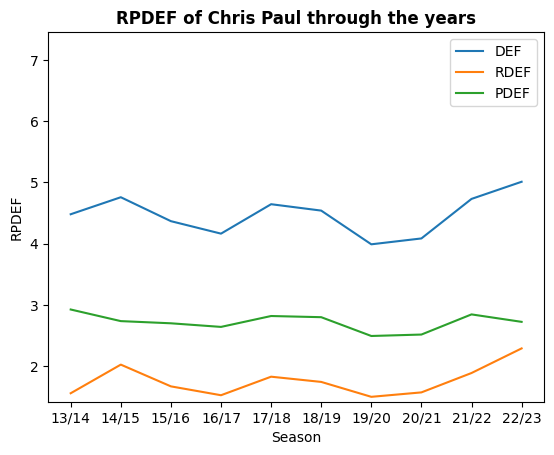 RPDEF of Chris Paul through the years
DEF
RDEF
PDEF
7
6
5
4
3
2
RPDEF
13/14 14/15 15/16 16/17 17/18 18/19 19/20 20/21 21/22 22/23
Season